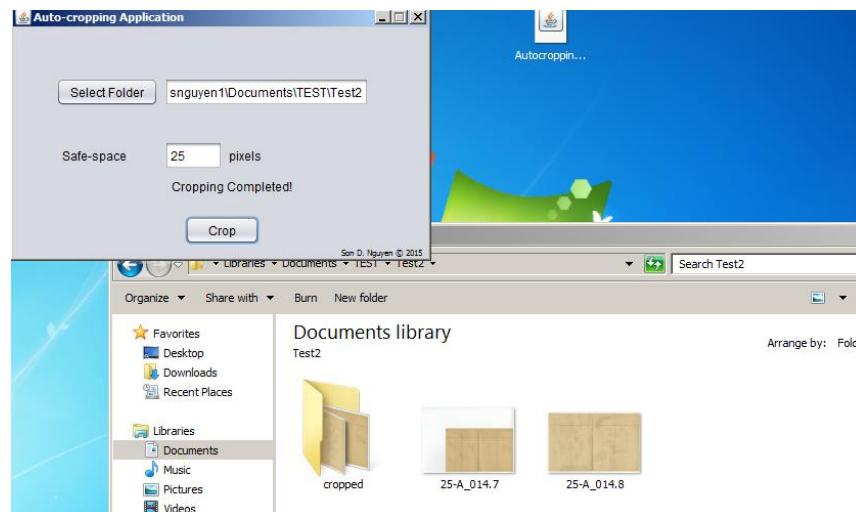 Auto-cropping Application
Select Folder
snguyen1\Documents\TEST\Test2
Safe-space
25
pixels
Cropping Completed!
Crop
Son D. Nguyen © 2015
Autocroppin...
Libraries
Documents
TEST
Test2
Search Test2
Organize
Share with
Burn
New folder
Favorites
Desktop
Downloads
Recent Places
Libraries
Documents
Music
Pictures
Videos
Documents library
Test2
Arrange by:
cropped
25-A_014.7
25-A_014.8